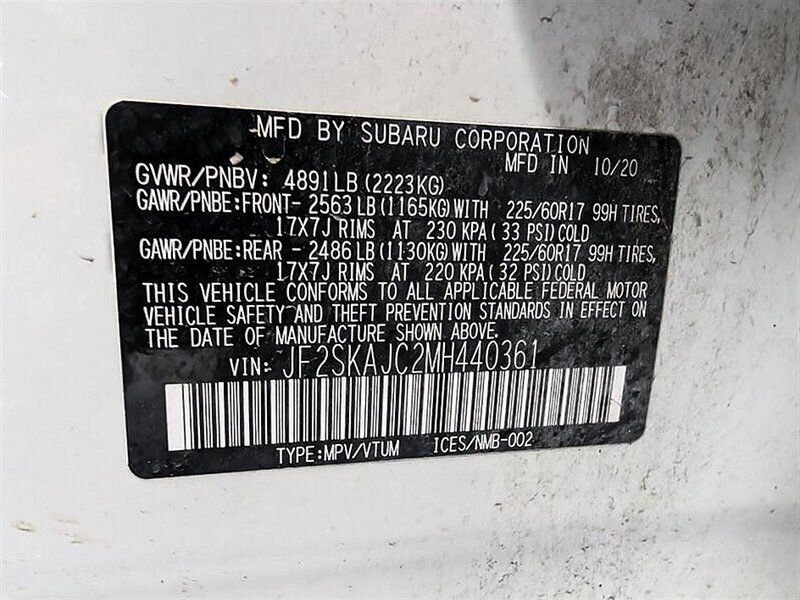 MFD BY SUBARU CORPORATION
MFD IN 10/20
GVWR/PNBV: 4891LB (2223KG)
GAWR/PNBE:FRONT- 2563 LB (1165KG) WITH 225/60R17 99H TIRES,
17X7J RIMS AT 230 KPA (33 PSI) COLD
GAWR/PNBE:REAR - 2486 LB (1130KG) WITH 225/60R17 99H TIRES,
17X7J RIMS AT 220 KPA (32 PSI) COLD
THIS VEHICLE CONFORMS TO ALL APPLICABLE FEDERAL MOTOR
VEHICLE SAFETY AND THEFT PREVENTION STANDARDS IN EFFECT ON
THE DATE OF MANUFACTURE SHOWN ABOVE.
VIN: JF2SKAJC2MH440361
TYPE:MPV/VTUM ICES/NMB-002